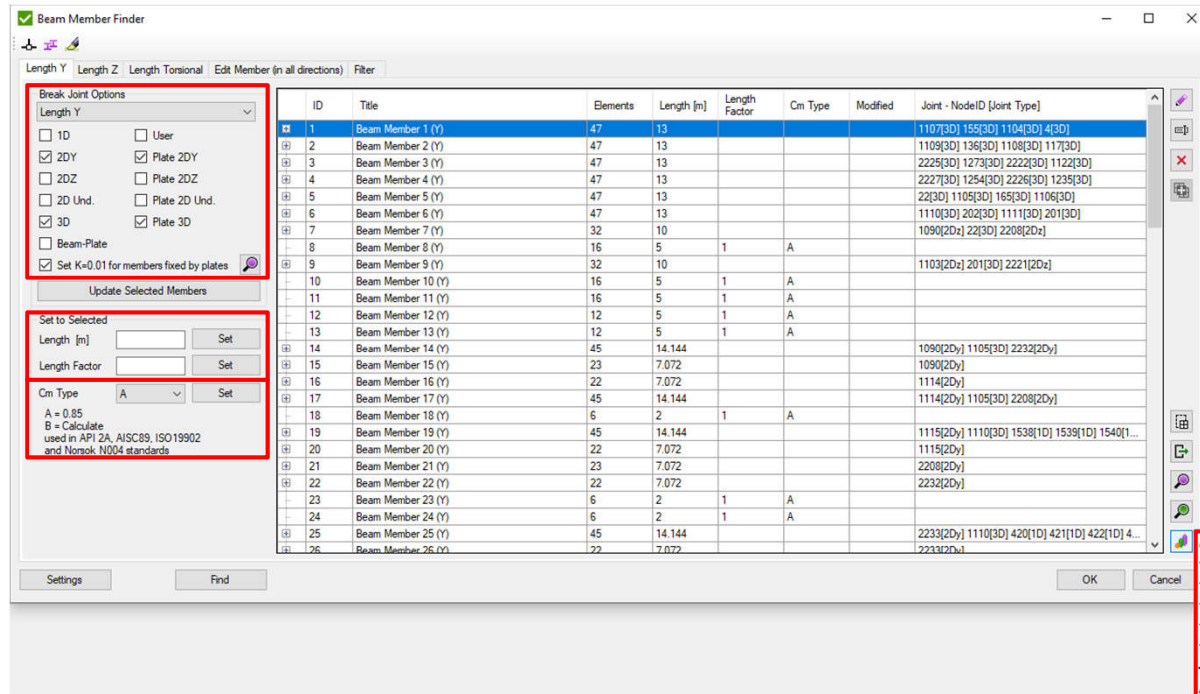 Beam Member Finder
Length Y Length Z Length Torsional Edit Member (in all directions) Filter
Break Joint Options
Length Y
1D User
2DY Plate 2DY
2DZ Plate 2DZ
2D Und. Plate 2D Und.
3D Plate 3D
Beam-Plate
Set K=0.01 for members fixed by plates
Update Selected Members
Set to Selected
Length [m] Set
Length Factor Set
Cm Type A Set
A = 0.85
B = Calculate
used in API 2A, AISC89, ISO19902
and Norsok N004 standards
ID Title Elements Length [m] Length Factor Cm Type Modified Joint - NodeID [Joint Type]
1 Beam Member 1 (Y) 47 13 1107[3D] 155[3D] 1104[3D] 4[3D]
2 Beam Member 2 (Y) 47 13 1109[3D] 136[3D] 1108[3D] 117[3D]
3 Beam Member 3 (Y) 47 13 2225[3D] 1273[3D] 2222[3D] 1122[3D]
4 Beam Member 4 (Y) 47 13 2227[3D] 1254[3D] 2226[3D] 1235[3D]
5 Beam Member 5 (Y) 47 13 22[3D] 1105[3D] 165[3D] 1106[3D]
6 Beam Member 6 (Y) 47 13 1110[3D] 202[3D] 1111[3D] 201[3D]
7 Beam Member 7 (Y) 32 10 1090[2Dz] 22[3D] 2208[2Dz]
8 Beam Member 8 (Y) 16 5 1 A
9 Beam Member 9 (Y) 32 10 1103[2Dz] 201[3D] 2221[2Dz]
10 Beam Member 10 (Y) 16 5 1 A
11 Beam Member 11 (Y) 16 5 1 A
12 Beam Member 12 (Y) 12 5 1 A
13 Beam Member 13 (Y) 12 5 1 A
14 Beam Member 14 (Y) 45 14.144 1090[2Dy] 1105[3D] 2232[2Dy]
15 Beam Member 15 (Y) 23 7.072 1090[2Dy]
16 Beam Member 16 (Y) 22 7.072 1114[2Dy]
17 Beam Member 17 (Y) 45 14.144 1114[2Dy] 1105[3D] 2208[2Dy]
18 Beam Member 18 (Y) 6 2 1 A
19 Beam Member 19 (Y) 45 14.144 1115[2Dy] 1110[3D] 1538[1D] 1539[1D] 1540[1...
20 Beam Member 20 (Y) 22 7.072 1115[2Dy]
21 Beam Member 21 (Y) 23 7.072 2208[2Dy]
22 Beam Member 22 (Y) 22 7.072 2232[2Dy]
23 Beam Member 23 (Y) 6 2 1 A
24 Beam Member 24 (Y) 6 2 1 A
25 Beam Member 25 (Y) 45 14.144 2233[2Dy] 1110[3D] 420[1D] 421[1D] 422[1D] 4...
26 Beam Member 26 (Y) 22 7.072 2233[2Dy]
Settings Find OK Cancel